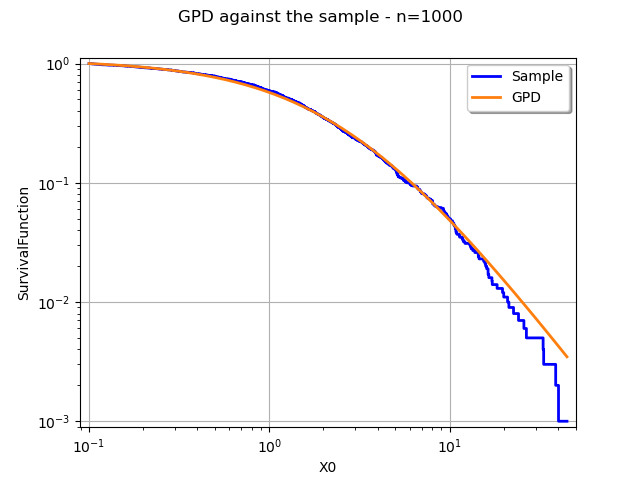 GPD against the sample - n=1000
Sample
GPD
SurvivalFunction
10⁰
10⁻¹
10⁻²
10⁻³
10⁻¹
10⁰
10¹
X0